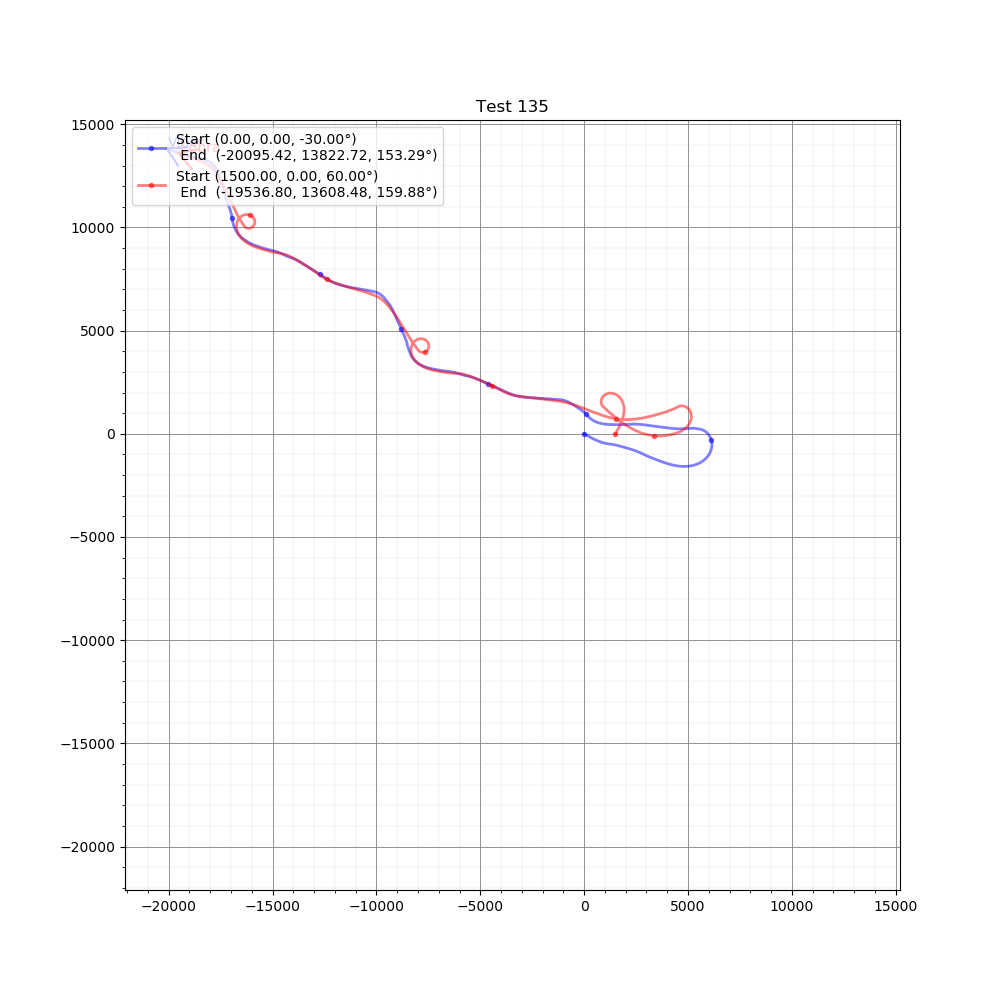 Test 135
Start (0.00, 0.00, -30.00°)
End (-20095.42, 13822.72, 153.29°)
Start (1500.00, 0.00, 60.00°)
End (-19536.80, 13608.48, 159.88°)
15000
10000
5000
0
−5000
−10000
−15000
−20000
−20000 −15000 −10000 −5000 0 5000 10000 15000